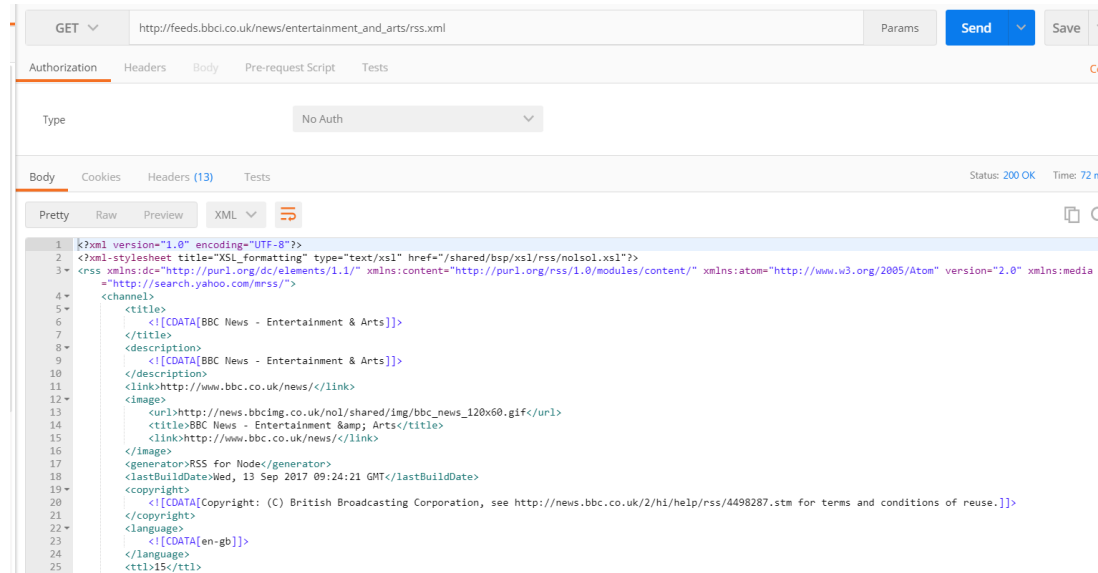 GET http://feeds.bbci.co.uk/news/entertainment_and_arts/rss.xml Params Send Save
Authorization Headers Body Pre-request Script Tests
Type No Auth
Body Cookies Headers (13) Tests Status: 200 OK Time: 72
Pretty Raw Preview XML
1 <?xml version="1.0" encoding="UTF-8"?>
2 <?xml-stylesheet title="XSL_formatting" type="text/xsl" href="/shared/bsp/xsl/rss/nolsol.xsl"?>
3 <rss xmlns:dc="http://purl.org/dc/elements/1.1/" xmlns:content="http://purl.org/rss/1.0/modules/content/" xmlns:atom="http://www.w3.org/2005/Atom" version="2.0" xmlns:media
="http://search.yahoo.com/mrss/">
4 <channel>
5 <title>
6 <![CDATA[BBC News - Entertainment & Arts]]>
7 </title>
8 <description>
9 <![CDATA[BBC News - Entertainment & Arts]]>
10 </description>
11 <link>http://www.bbc.co.uk/news/</link>
12 <image>
13 <url>http://news.bbcimg.co.uk/nol/shared/img/bbc_news_120x60.gif</url>
14 <title>BBC News - Entertainment &amp; Arts</title>
15 <link>http://www.bbc.co.uk/news/</link>
16 </image>
17 <generator>RSS for Node</generator>
18 <lastBuildDate>Wed, 13 Sep 2017 09:24:21 GMT</lastBuildDate>
19 <copyright>
20 <![CDATA[Copyright: (C) British Broadcasting Corporation, see http://news.bbc.co.uk/2/hi/help/rss/4498287.stm for terms and conditions of reuse.]]>
21 </copyright>
22 <language>
23 <![CDATA[en-gb]]>
24 </language>
25 <ttl>15</ttl>